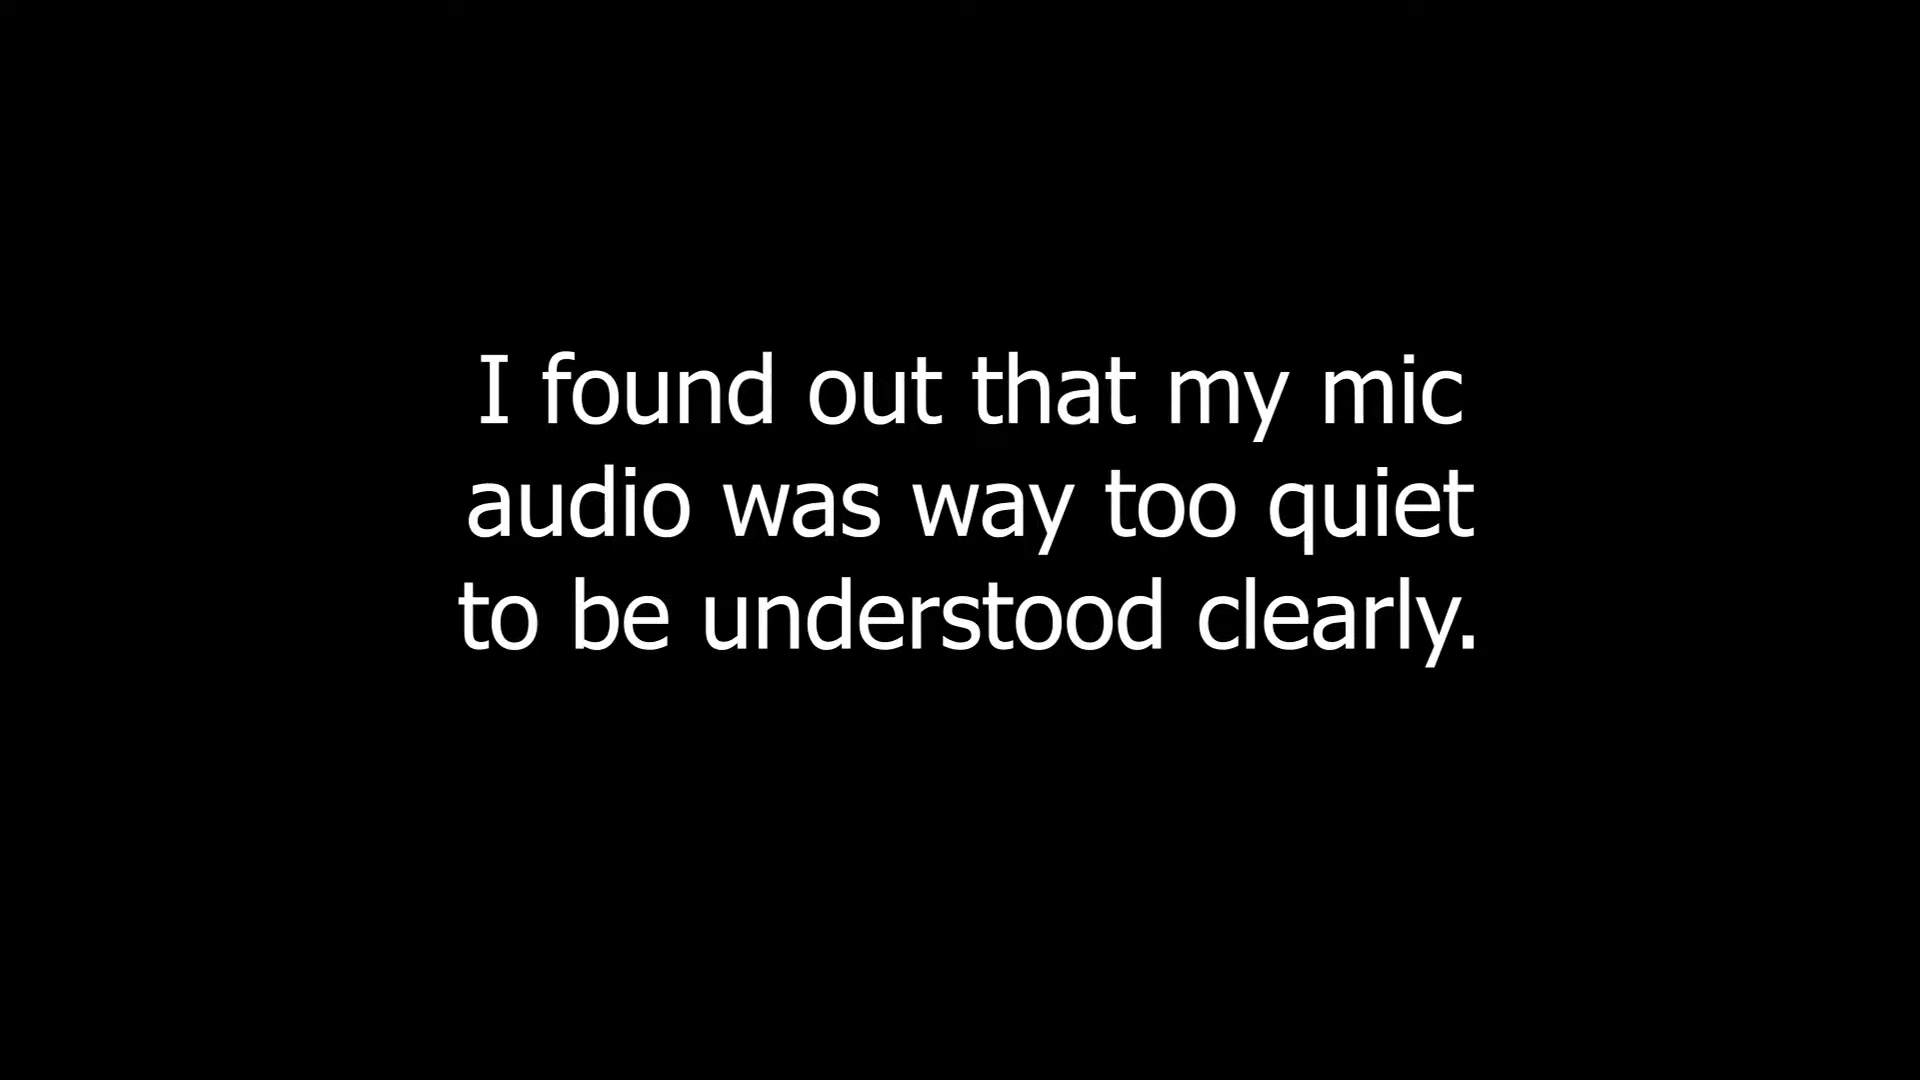 I found out that my mic
audio was way too quiet
to be understood clearly.